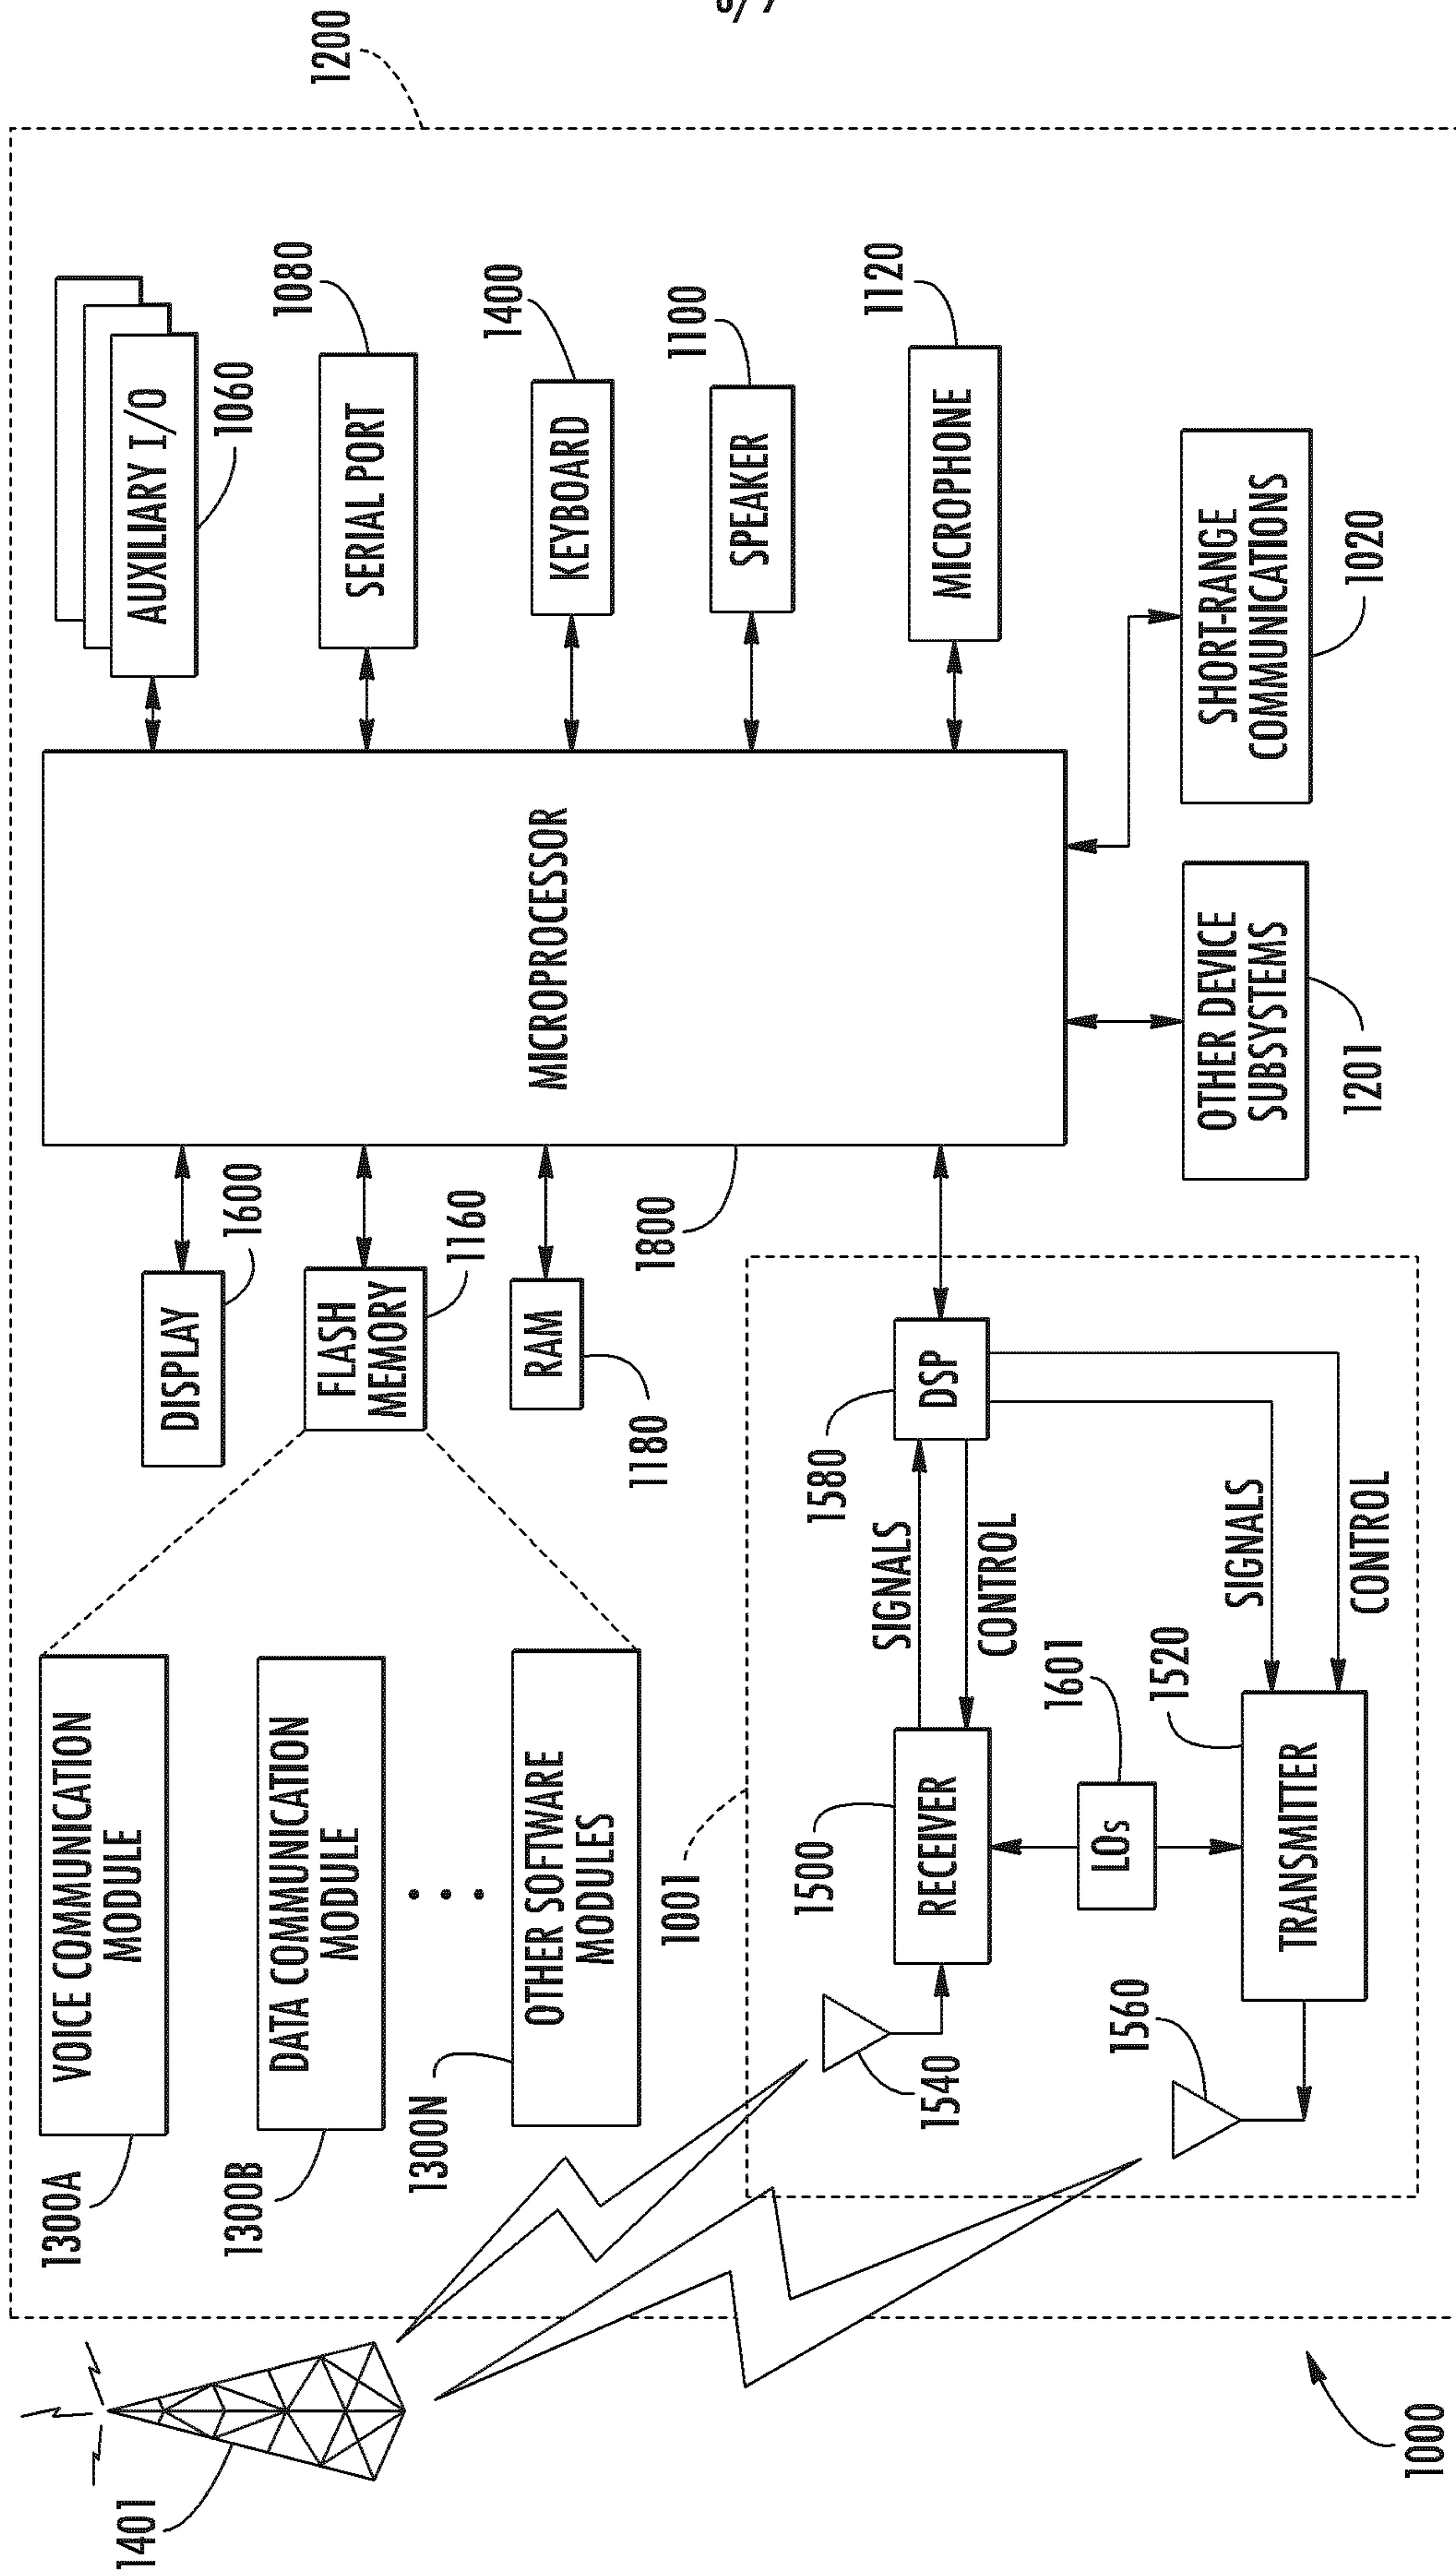 1200
1401
1300A
VOICE COMMUNICATION
MODULE
1300B
DATA COMMUNICATION
MODULE
1300N
OTHER SOFTWARE
MODULES
DISPLAY
1600
FLASH
MEMORY
1160
RAM
1180
1800
MICROPROCESSOR
AUXILIARY I/O
1060
SERIAL PORT
1080
KEYBOARD
1400
SPEAKER
1100
MICROPHONE
1120
SHORT-RANGE
COMMUNICATIONS
1020
OTHER DEVICE
SUBSYSTEMS
1201
1001
1500
RECEIVER
SIGNALS
CONTROL
1580
DSP
1540
LOs
1601
1560
TRANSMITTER
1520
SIGNALS
CONTROL
1000